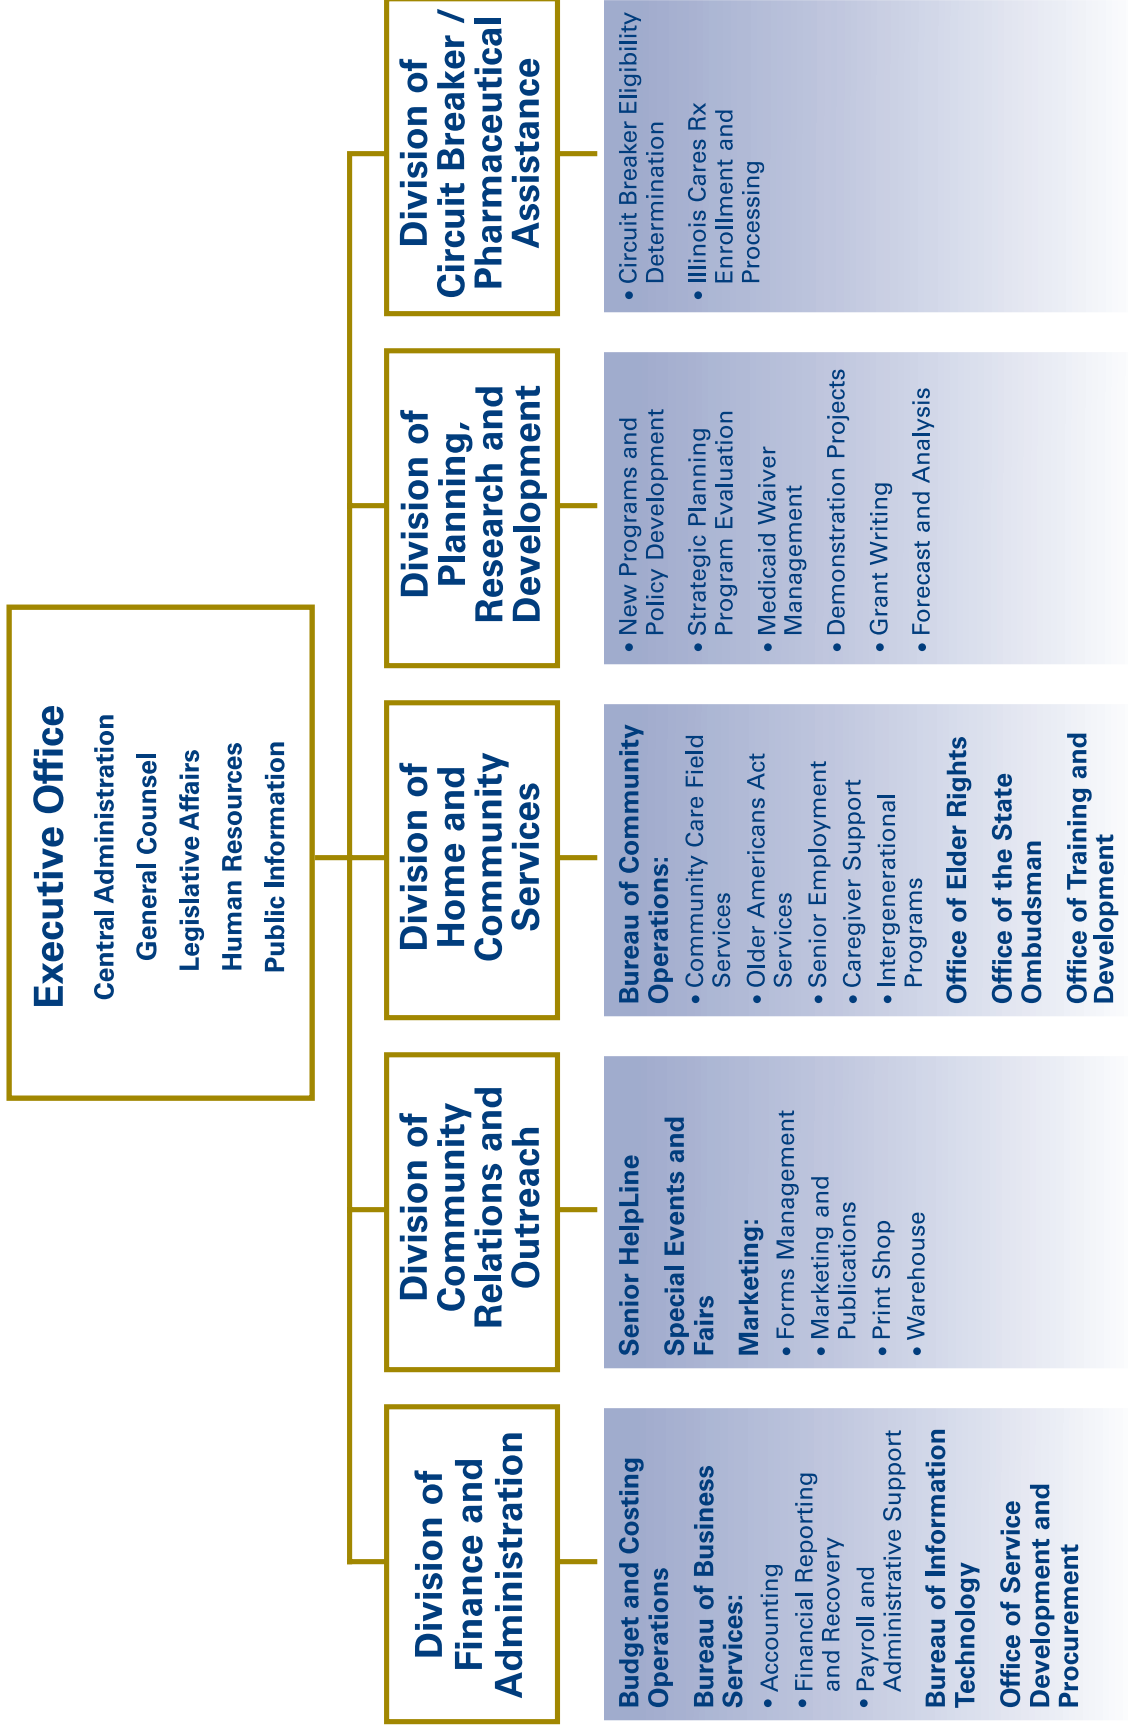 Executive Office
Central Administration
General Counsel
Legislative Affairs
Human Resources
Public Information
Division of
Finance and
Administration
Budget and Costing
Operations
Bureau of Business
Services:
• Accounting
• Financial Reporting
and Recovery
• Payroll and
Administrative Support
Bureau of Information
Technology
Office of Service
Development and
Procurement
Division of
Community
Relations and
Outreach
Senior HelpLine
Special Events and
Fairs
Marketing:
• Forms Management
• Marketing and
Publications
• Print Shop
• Warehouse
Division of
Home and
Community
Services
Bureau of Community
Operations:
• Community Care Field
Services
• Older Americans Act
Services
• Senior Employment
• Caregiver Support
• Intergenerational
Programs
Office of Elder Rights
Office of the State
Ombudsman
Office of Training and
Development
Division of
Planning,
Research and
Development
• New Programs and
Policy Development
• Strategic Planning
Program Evaluation
• Medicaid Waiver
Management
• Demonstration Projects
• Grant Writing
• Forecast and Analysis
Division of
Circuit Breaker /
Pharmaceutical
Assistance
• Circuit Breaker Eligibility
Determination
• Illinois Cares Rx
Enrollment and
Processing